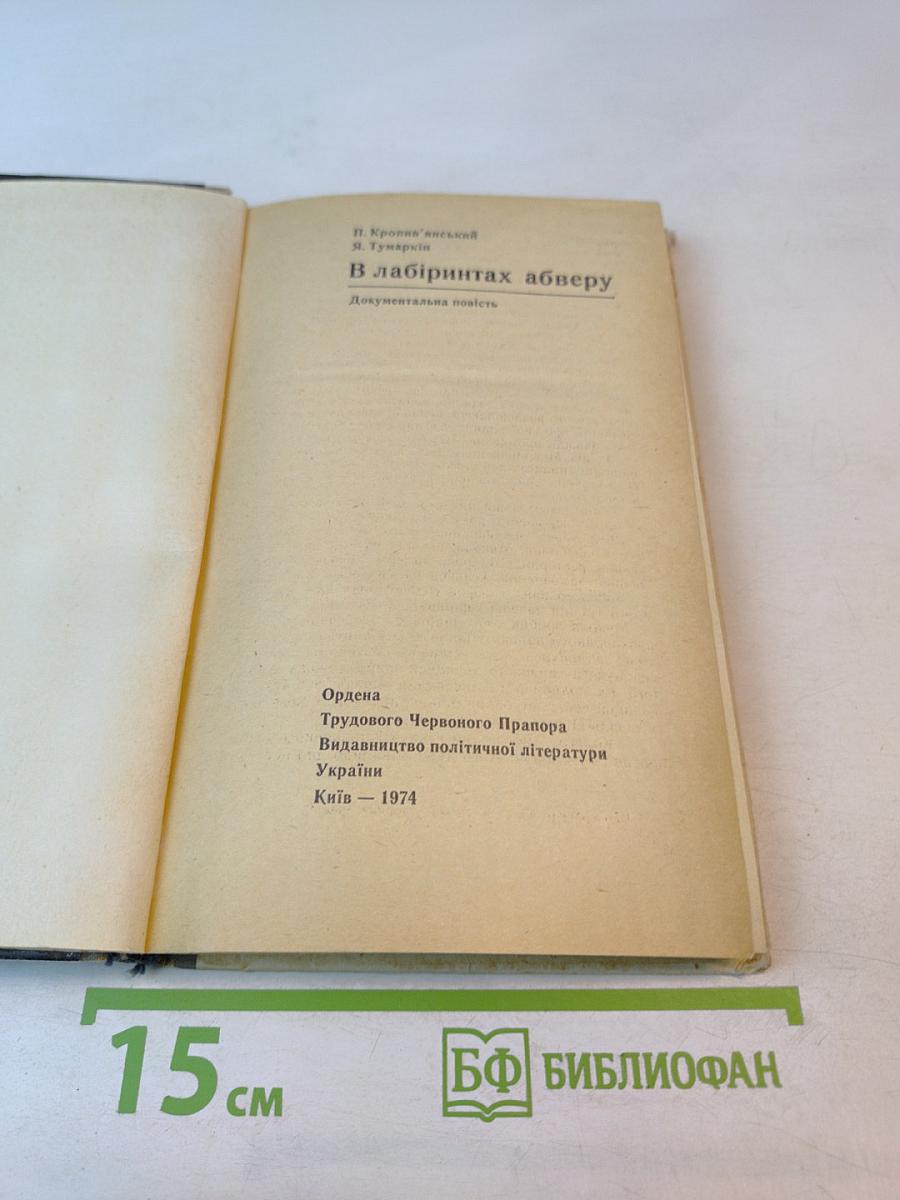 П. Кропив'янський
Я. Тумаркін
В лабіринтах абверу
Документальна повість
Ордена
Трудового Червоного Прапора
Видавництво політичної літератури
України
Київ — 1974
15 см
БФ БИБЛИОФАН